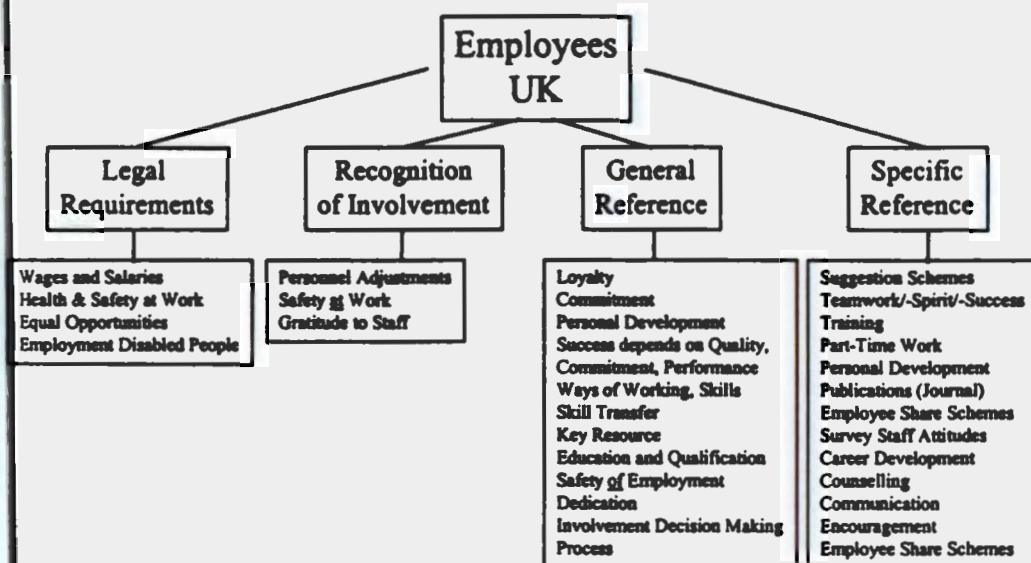 Employees
UK
Legal
Requirements
Recognition
of Involvement
General
Reference
Specific
Reference
Wages and Salaries
Health & Safety at Work
Equal Opportunities
Employment Disabled People
Personnel Adjustments
Safety at Work
Gratitude to Staff
Loyalty
Commitment
Personal Development
Success depends on Quality,
Commitment, Performance
Ways of Working, Skills
Skill Transfer
Key Resource
Education and Qualification
Safety of Employment
Dedication
Involvement Decision Making
Process
Suggestion Schemes
Teamwork/-Spirit/-Success
Training
Part-Time Work
Personal Development
Publications (Journal)
Employee Share Schemes
Survey Staff Attitudes
Career Development
Counselling
Communication
Encouragement
Employee Share Schemes